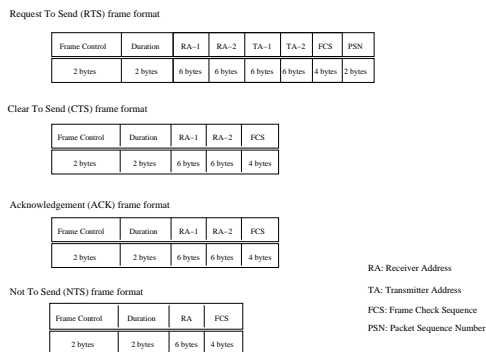 Request To Send (RTS) frame format
Frame Control Duration RA–1 RA–2 TA–1 TA–2 FCS PSN
2 bytes 2 bytes 6 bytes 6 bytes 6 bytes 6 bytes 4 bytes 2 bytes
Clear To Send (CTS) frame format
Frame Control Duration RA–1 RA–2 FCS
2 bytes 2 bytes 6 bytes 6 bytes 4 bytes
Acknowledgement (ACK) frame format
Frame Control Duration RA–1 RA–2 FCS
2 bytes 2 bytes 6 bytes 6 bytes 4 bytes
RA: Receiver Address
TA: Transmitter Address
FCS: Frame Check Sequence
PSN: Packet Sequence Number
Not To Send (NTS) frame format
Frame Control Duration RA FCS
2 bytes 2 bytes 6 bytes 4 bytes